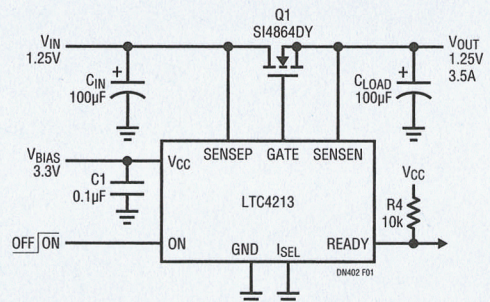 Q1
SI4864DY
VIN
1.25V
VOUT
1.25V
3.5A
+
CIN
100µF
+
CLOAD
100µF
VBIAS
3.3V
C1
0.1µF
VCC
SENSEP
GATE
SENSEN
VCC
LTC4213
R4
10k
OFF ON
ON
GND
ISEL
READY
DN402 F01